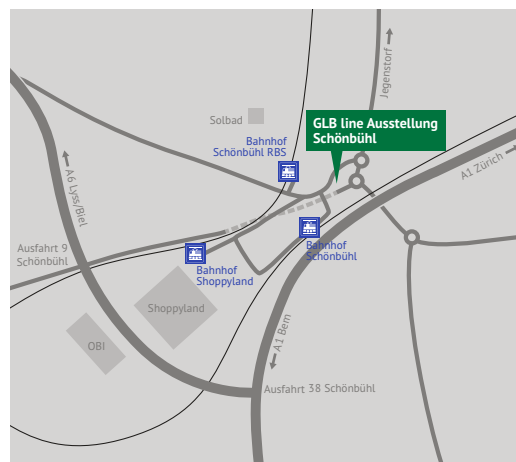 Jegenstorf
Solbad
GLB line Ausstellung
Schönbühl
Bahnhof
Schönbühl RBS
A1 Zürich
A6 Lyss/Biel
Ausfahrt 9
Schönbühl
Bahnhof
Schönbühl
Bahnhof
Shoppyland
Shoppyland
OBI
A1 Bern
Ausfahrt 38 Schönbühl